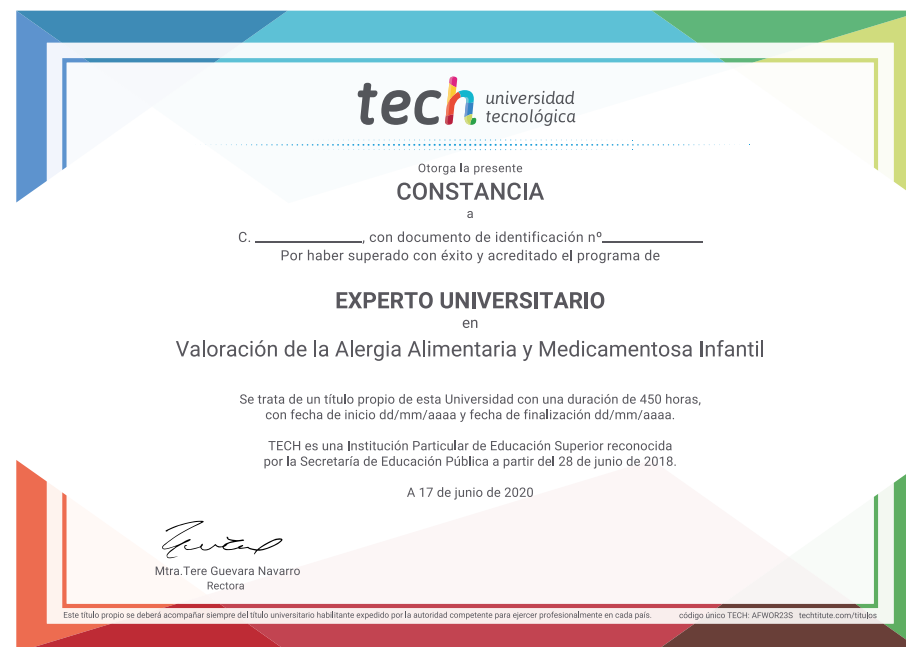 tech universidad
tecnológica
Otorga la presente
CONSTANCIA
a
C. ____________, con documento de identificación nº____________
Por haber superado con éxito y acreditado el programa de
EXPERTO UNIVERSITARIO
en
Valoración de la Alergia Alimentaria y Medicamentosa Infantil
Se trata de un título propio de esta Universidad con una duración de 450 horas,
con fecha de inicio dd/mm/aaaa y fecha de finalización dd/mm/aaaa.
TECH es una Institución Particular de Educación Superior reconocida
por la Secretaría de Educación Pública a partir del 28 de junio de 2018.
A 17 de junio de 2020
Mtra.Tere Guevara Navarro
Rectora
Este título propio se deberá acompañar siempre del título universitario habilitante expedido por la autoridad competente para ejercer profesionalmente en cada país. código único TECH: AFWOR23S techtitute.com/títulos